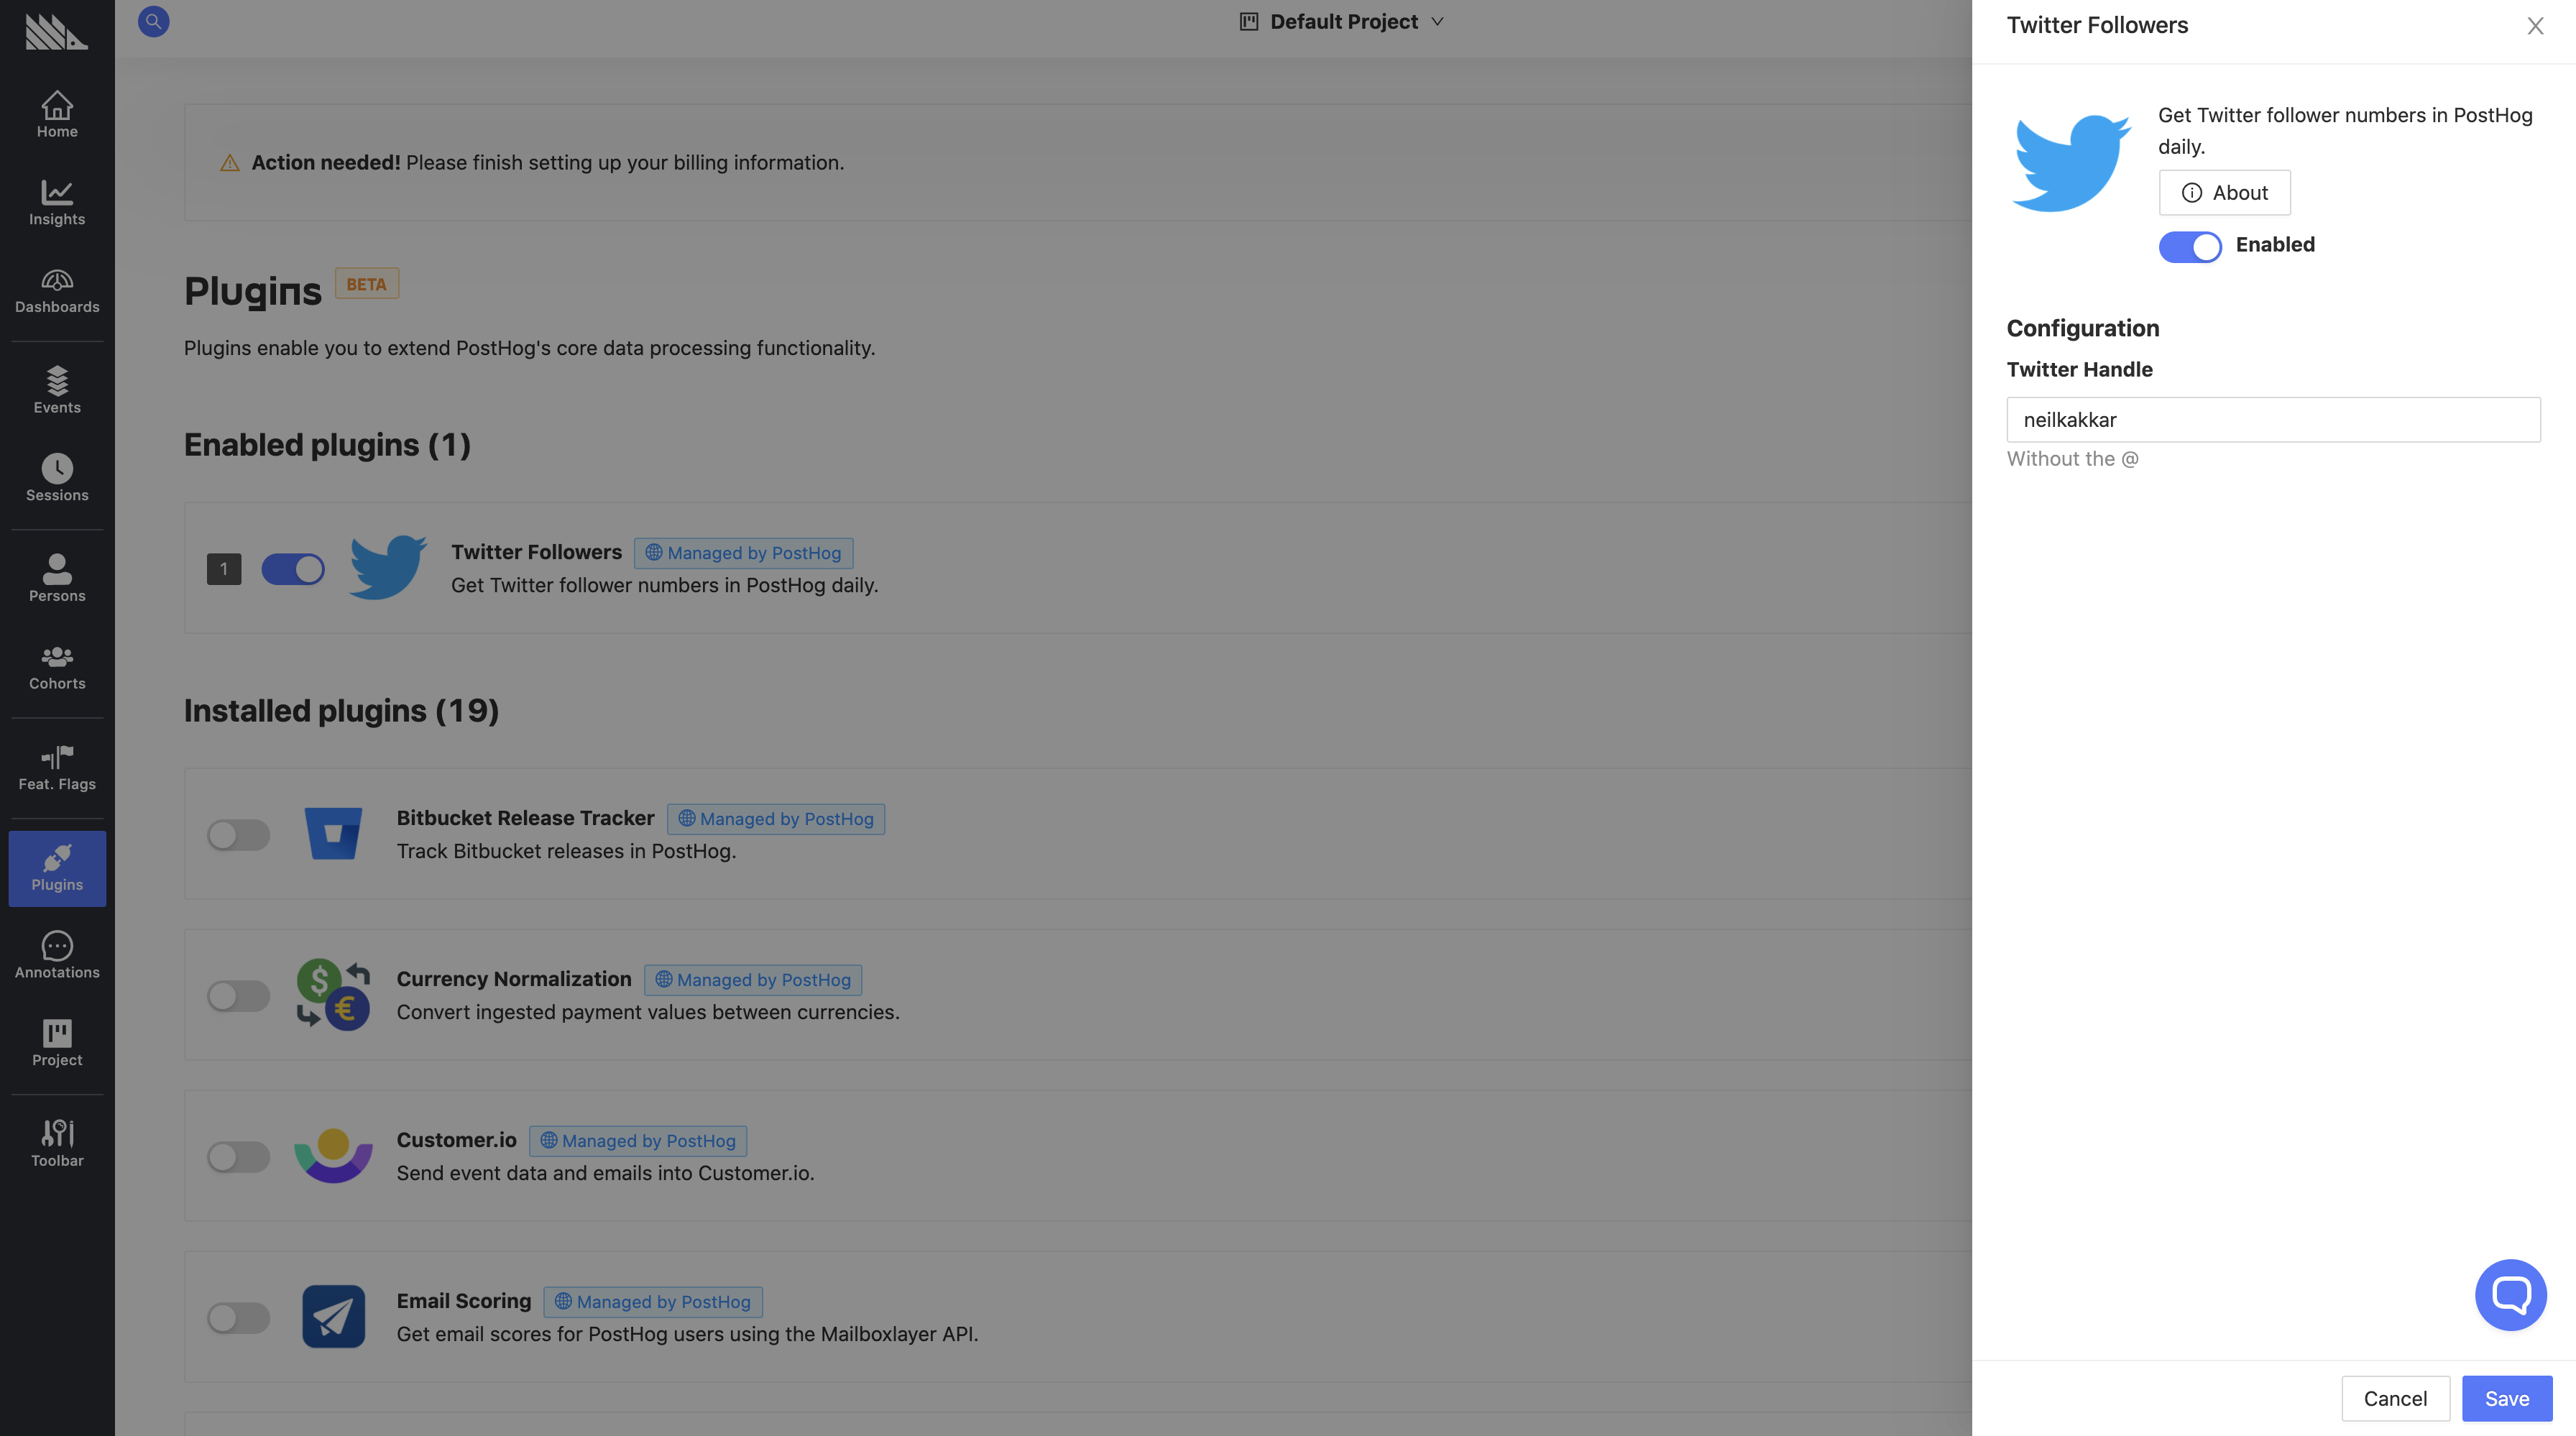 Default Project
Home
Insights
Dashboards
Events
Sessions
Persons
Cohorts
Feat. Flags
Plugins
Annotations
Project
Toolbar
Action needed! Please finish setting up your billing information.
Plugins BETA
Plugins enable you to extend PostHog's core data processing functionality.
Enabled plugins (1)
1 Twitter Followers Managed by PostHog
Get Twitter follower numbers in PostHog daily.
Installed plugins (19)
Bitbucket Release Tracker Managed by PostHog
Track Bitbucket releases in PostHog.
Currency Normalization Managed by PostHog
Convert ingested payment values between currencies.
Customer.io Managed by PostHog
Send event data and emails into Customer.io.
Email Scoring Managed by PostHog
Get email scores for PostHog users using the Mailboxlayer API.
Twitter Followers
Get Twitter follower numbers in PostHog
daily.
About
Enabled
Configuration
Twitter Handle
neilkakkar
Without the @
Cancel Save